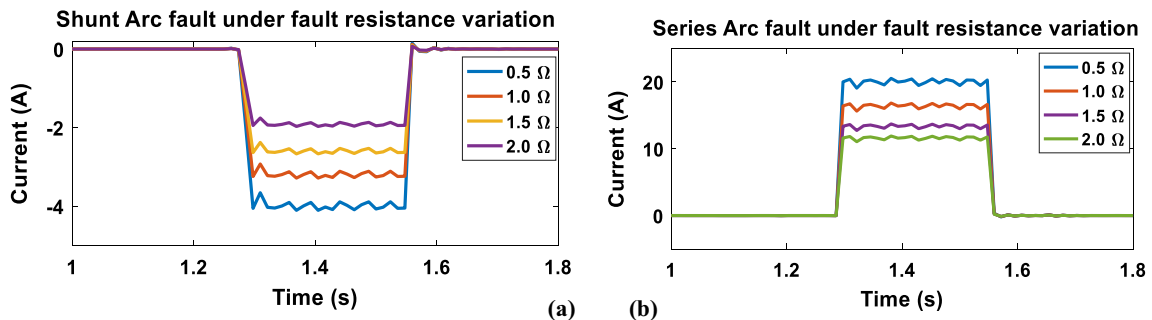 Shunt Arc fault under fault resistance variation
0
-2
-4
Current (A)
0.5 Ω
1.0 Ω
1.5 Ω
2.0 Ω
1 1.2 1.4 1.6 1.8
Time (s)
(a)
Series Arc fault under fault resistance variation
20
10
0
Current (A)
0.5 Ω
1.0 Ω
1.5 Ω
2.0 Ω
1 1.2 1.4 1.6 1.8
Time (s)
(b)